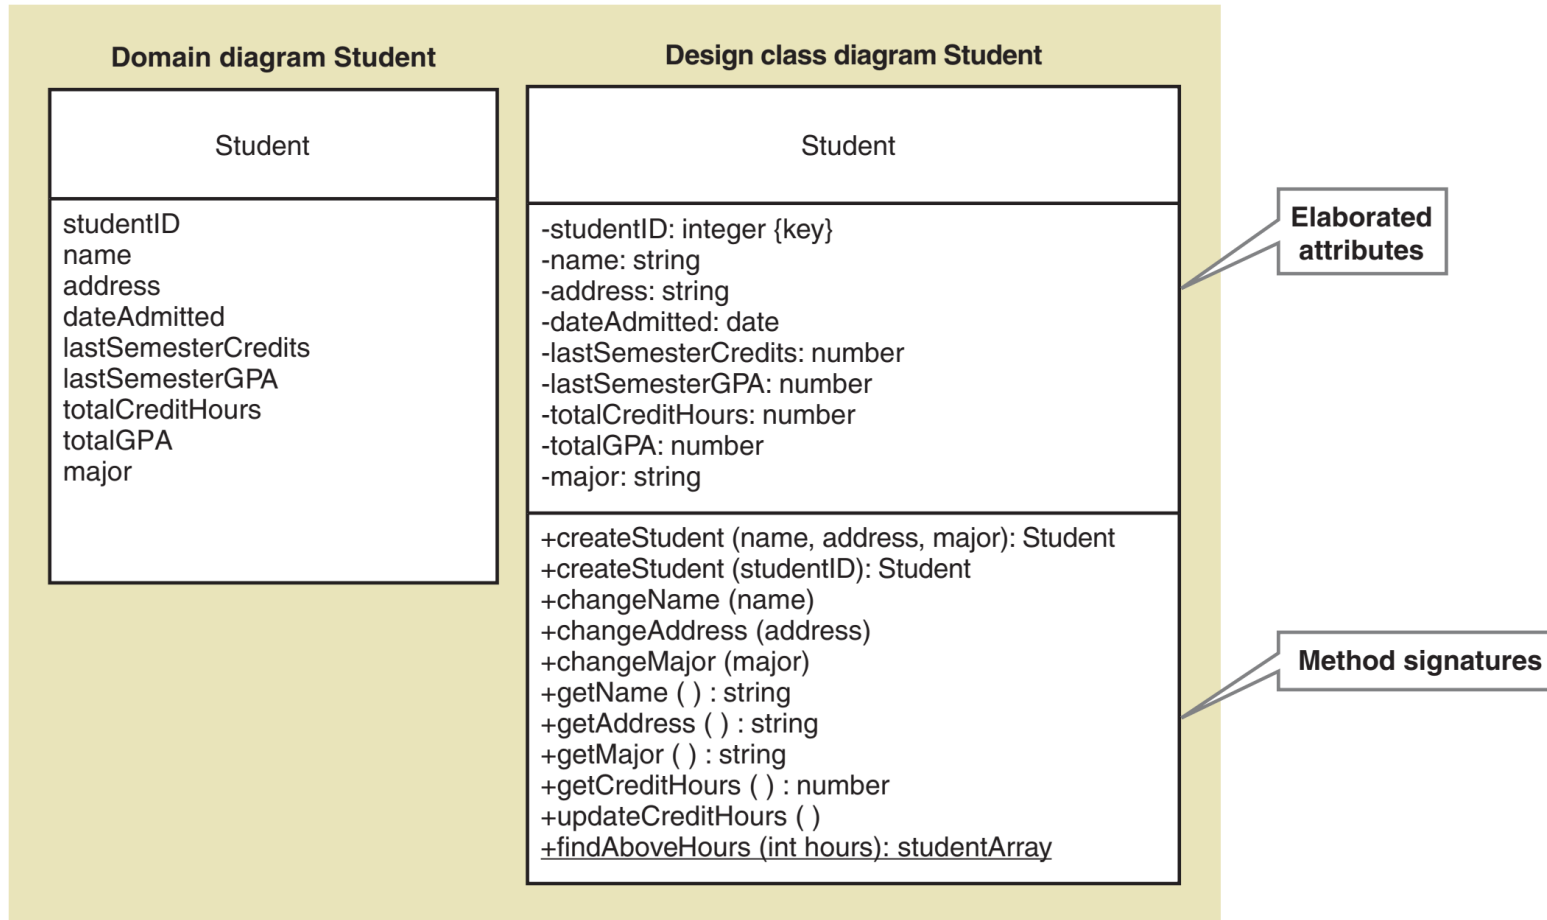 Domain diagram Student
Student
studentID
name
address
dateAdmitted
lastSemesterCredits
lastSemesterGPA
totalCreditHours
totalGPA
major
Design class diagram Student
Student
-studentID: integer {key}
-name: string
-address: string
-dateAdmitted: date
-lastSemesterCredits: number
-lastSemesterGPA: number
-totalCreditHours: number
-totalGPA: number
-major: string
+createStudent (name, address, major): Student
+createStudent (studentID): Student
+changeName (name)
+changeAddress (address)
+changeMajor (major)
+getName ( ) : string
+getAddress ( ) : string
+getMajor ( ) : string
+getCreditHours ( ) : number
+updateCreditHours ( )
+findAboveHours (int hours): studentArray
Elaborated
attributes
Method signatures